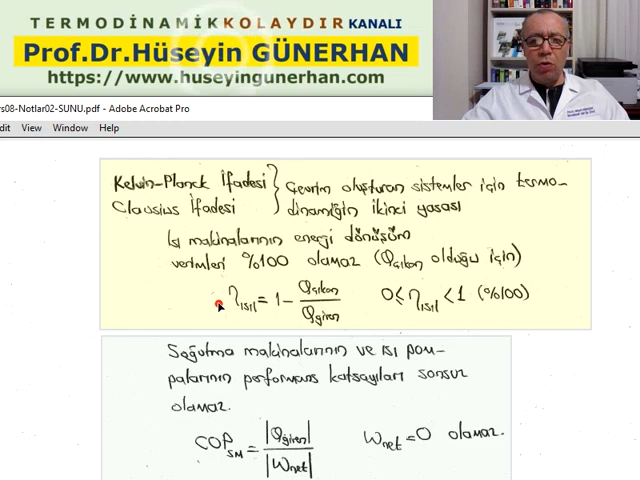 TERMODİNAMİKKOLAYDIR KANALI
Prof.Dr.Hüseyin GÜNERHAN
https://www.huseyingunerhan.com
rs08-Notlar02-SUNU.pdf - Adobe Acrobat Pro
dit View Window Help
Kelvin-Planck İfadesi } Çevrim oluşturan sistemler için termo-
Clausius İfadesi } dinamiğin ikinci yasası
Isı makinalarının enerji dönüşüm
verimleri %100 olamaz (Qçıkan olduğu için)
ηısıl = 1 - Qçıkan / Qgiren 0 ≤ ηısıl < 1 (%100)
Soğutma makinalarının ve ısı pom-
palarının performans katsayıları sonsuz
olamaz.
COP_SM = |Qgiren| / |Wnet| Wnet = 0 olamaz.